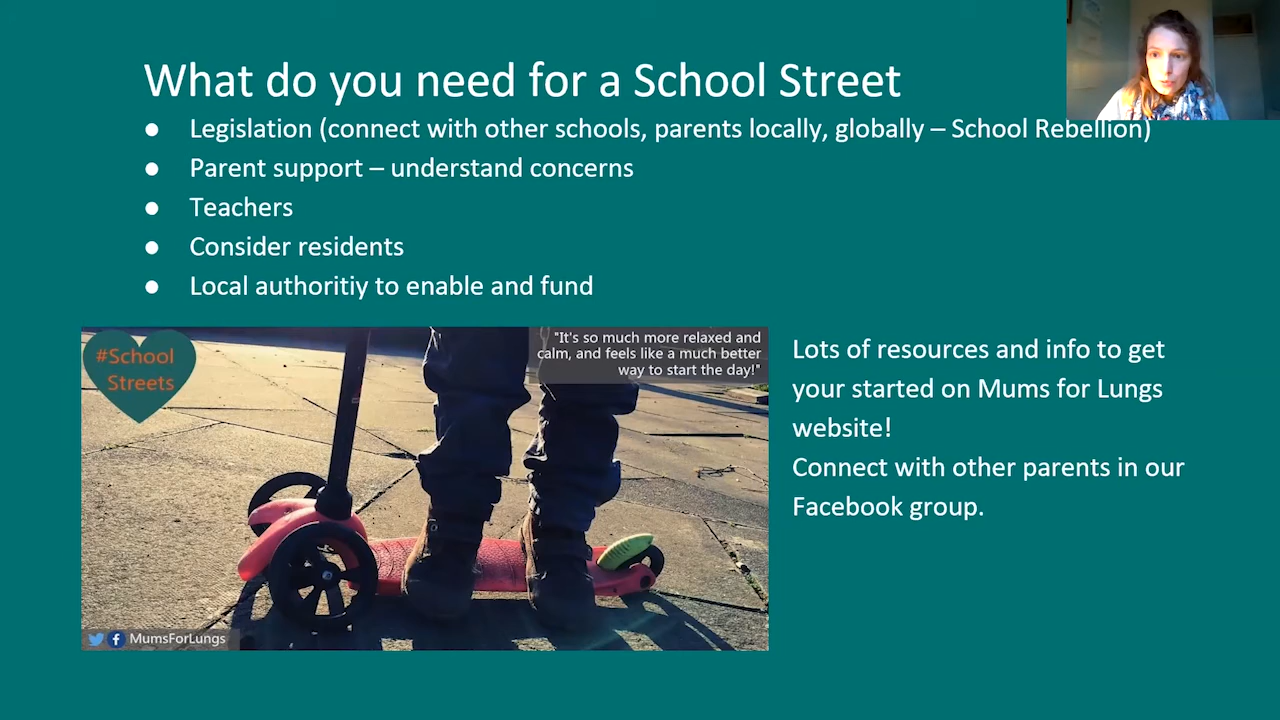 What do you need for a School Street
● Legislation (connect with other schools, parents locally, globally – School Rebellion)
● Parent support – understand concerns
● Teachers
● Consider residents
● Local authoritiy to enable and fund
#School
Streets
"It's so much more relaxed and
calm, and feels like a much better
way to start the day!"
MumsForLungs
Lots of resources and info to get
your started on Mums for Lungs
website!
Connect with other parents in our
Facebook group.